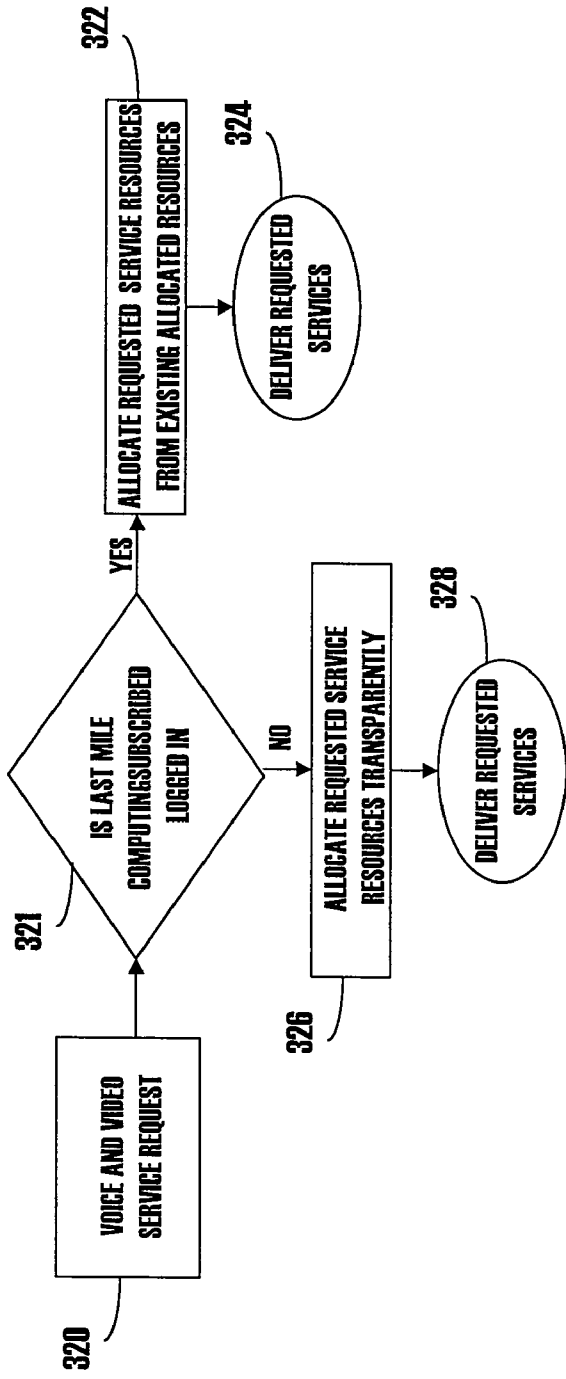 320
VOICE AND VIDEO
SERVICE REQUEST
321
IS LAST MILE
COMPUTINGSUBSCRIBED
LOGGED IN
YES
322
ALLOCATE REQUESTED SERVICE RESOURCES
FROM EXISTING ALLOCATED RESOURCES
324
DELIVER REQUESTED
SERVICES
NO
326
ALLOCATE REQUESTED SERVICE
RESOURCES TRANSPARENTLY
328
DELIVER REQUESTED
SERVICES